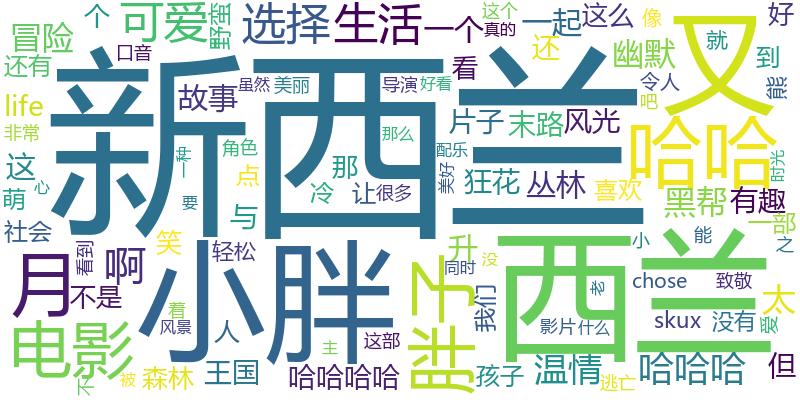 个
可爱
野蛮
选择
生活
一个
一起
这么
这个
真的
像
好
冒险
口音
还
幽默
又
就
到
还有
虽然
美丽
导演
好看
看
令人
熊
life
故事
吧
非常
新西兰
片子
末路
风光
哈哈
那么
角色
配乐
时光
这
一种
点
那
冷
让
很多
美好
狂花
丛林
喜欢
黑帮
有趣
萌
心
要
与
社会
笑
轻松
升
小
能
一部
之
月
看到
啊
小胖
胖子
同时
没
西兰
老
chose
致敬
太
不是
着
风景
人
这部
我们
影片
什么
skux
没有
爱
电影
主
不
被
森林
王国
哈哈哈哈
孩子
温情
逃亡
哈哈哈
但